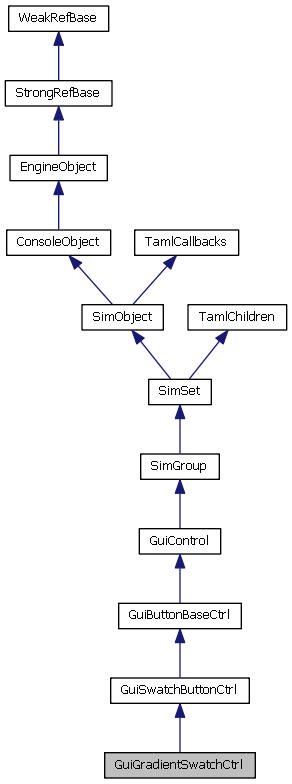 WeakRefBase
StrongRefBase
EngineObject
ConsoleObject
TamlCallbacks
SimObject
TamlChildren
SimSet
SimGroup
GuiControl
GuiButtonBaseCtrl
GuiSwatchButtonCtrl
GuiGradientSwatchCtrl